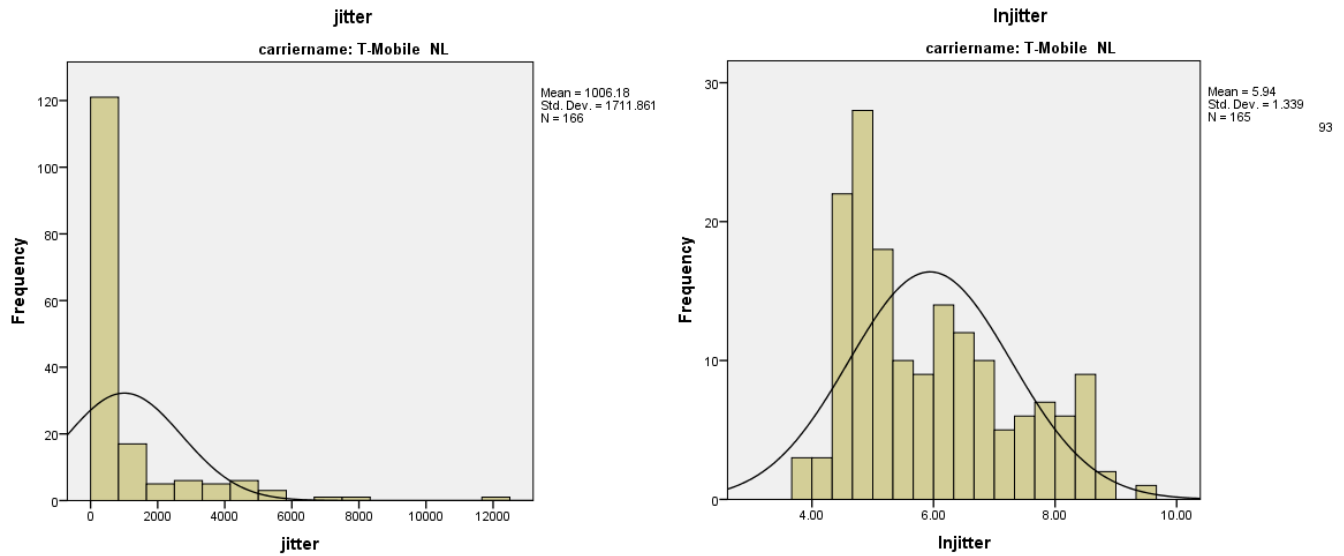 jitter
carriername: T-Mobile NL
Mean = 1006.18
Std. Dev. = 1711.861
N = 166
120
100
80
60
40
20
0
Frequency
0 2000 4000 6000 8000 10000 12000
jitter
lnjitter
carriername: T-Mobile NL
Mean = 5.94
Std. Dev. = 1.339
N = 165
93
30
20
10
0
Frequency
4.00 6.00 8.00 10.00
lnjitter